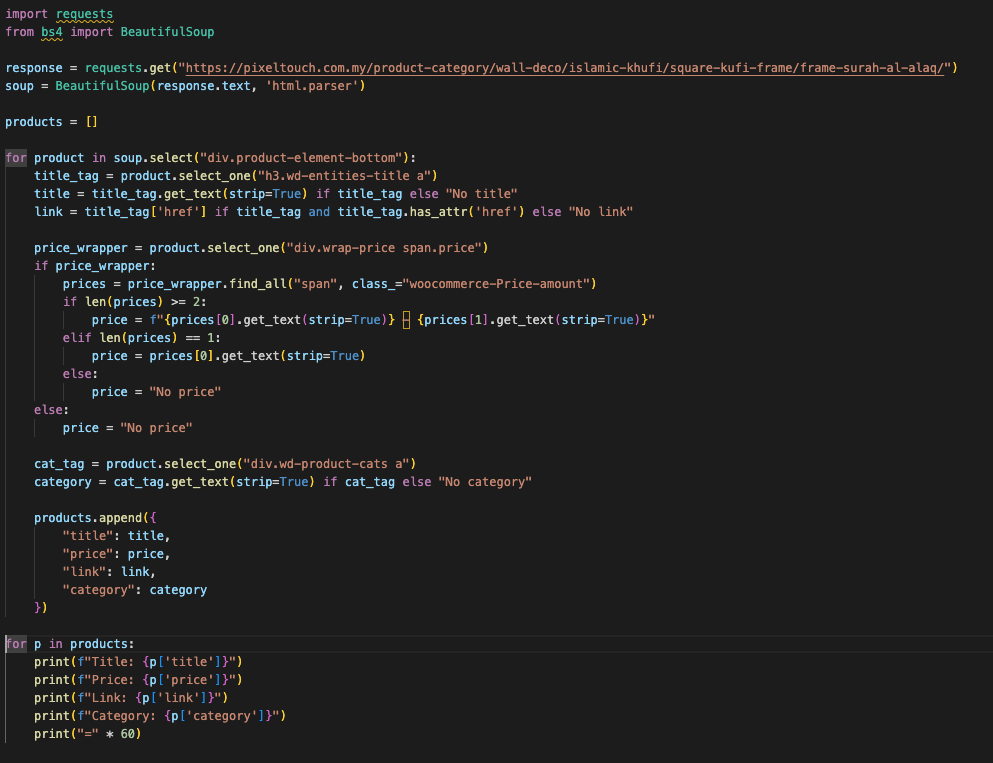 import requests
from bs4 import BeautifulSoup
response = requests.get("https://pixeltouch.com.my/product-category/wall-deco/islamic-khufi/square-kufi-frame/frame-surah-al-alaq/")
soup = BeautifulSoup(response.text, 'html.parser')
products = []
for product in soup.select("div.product-element-bottom"):
    title_tag = product.select_one("h3.wd-entities-title a")
    title = title_tag.get_text(strip=True) if title_tag else "No title"
    link = title_tag['href'] if title_tag and title_tag.has_attr('href') else "No link"
    price_wrapper = product.select_one("div.wrap-price span.price")
    if price_wrapper:
        prices = price_wrapper.find_all("span", class_="woocommerce-Price-amount")
        if len(prices) >= 2:
            price = f"{prices[0].get_text(strip=True)} – {prices[1].get_text(strip=True)}"
        elif len(prices) == 1:
            price = prices[0].get_text(strip=True)
        else:
            price = "No price"
    else:
        price = "No price"
    cat_tag = product.select_one("div.wd-product-cats a")
    category = cat_tag.get_text(strip=True) if cat_tag else "No category"
    products.append({
        "title": title,
        "price": price,
        "link": link,
        "category": category
    })
for p in products:
    print(f"Title: {p['title']}")
    print(f"Price: {p['price']}")
    print(f"Link: {p['link']}")
    print(f"Category: {p['category']}")
    print("=" * 60)